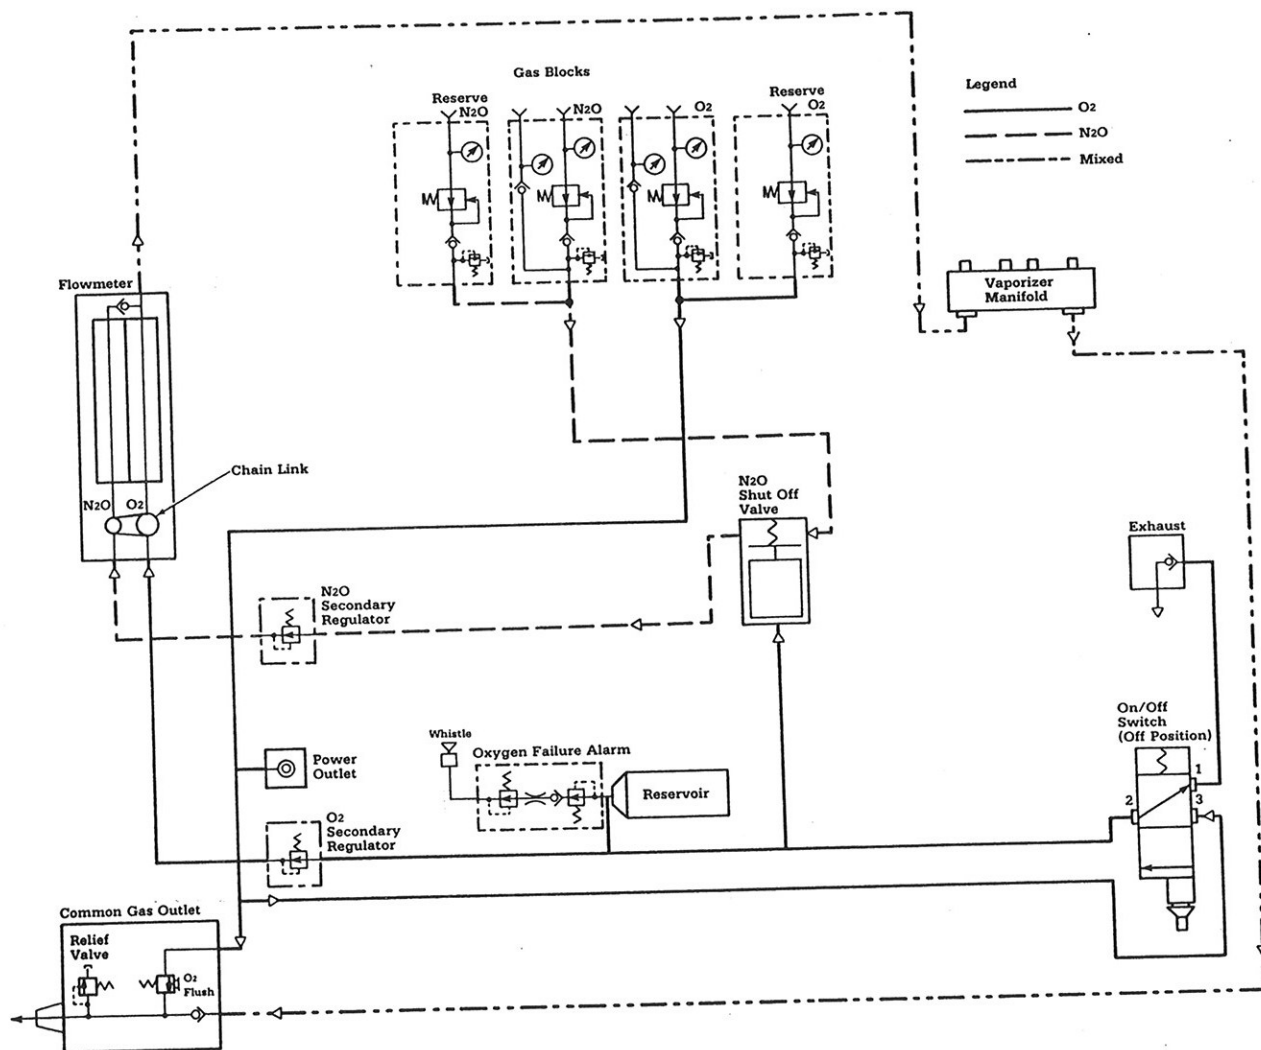 Gas Blocks
Reserve
N2O
N2O
O2
Reserve
O2
Legend
O2
N2O
Mixed
Flowmeter
Vaporizer
Manifold
Chain Link
N2O O2
N2O
Shut Off
Valve
Exhaust
N2O
Secondary
Regulator
On/Off
Switch
(Off Position)
1
2
3
Whistle
Oxygen Failure Alarm
Power
Outlet
Reservoir
O2
Secondary
Regulator
Common Gas Outlet
Relief
Valve
O2
Flush